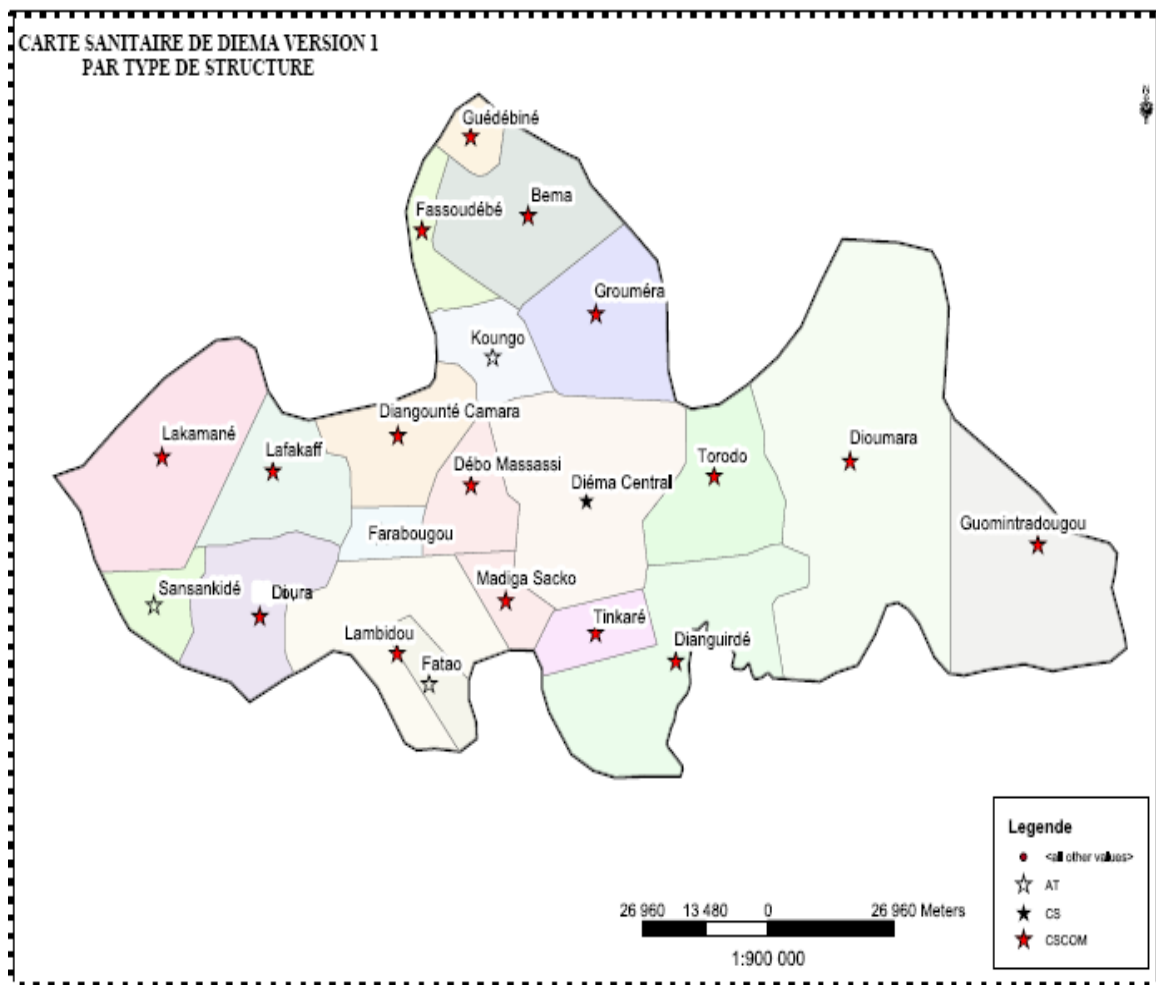 CARTE SANITAIRE DE DIEMA VERSION 1
PAR TYPE DE STRUCTURE
Guédébiné
Bema
Fassoudébé
Grouméra
Koungo
Diangounté Camara
Lakamané
Lafakaff
Débo Massassi
Torodo
Dioumara
Diéma Central
Guomintradougou
Farabougou
Sansankidé
Dioura
Madiga Sacko
Tinkaré
Lambidou
Dianguirdé
Fatao
Legende
<all other values>
AT
CS
CSCOM
26 960 13 480 0 26 960 Meters
1:900 000